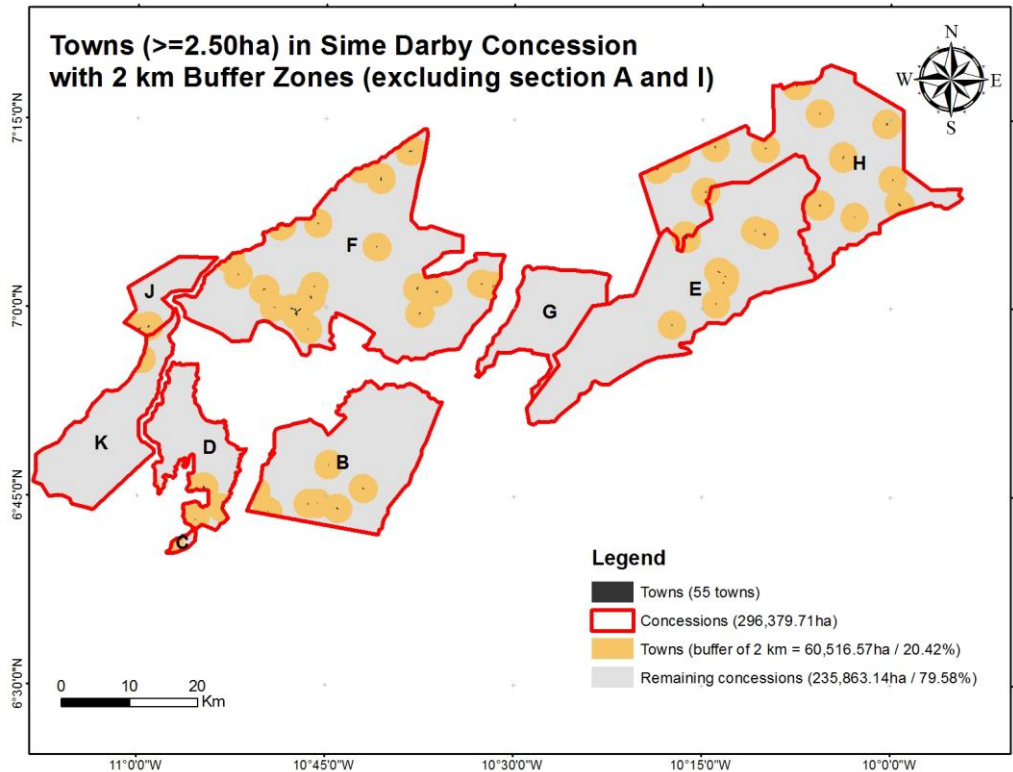 Towns (>=2.50ha) in Sime Darby Concession
with 2 km Buffer Zones (excluding section A and I)
N
W
E
S
7°15'0"N
7°0'0"N
6°45'0"N
6°30'0"N
H
F
E
J
G
K
D
B
C
Legend
Towns (55 towns)
Concessions (296,379.71ha)
Towns (buffer of 2 km = 60,516.57ha / 20.42%)
Remaining concessions (235,863.14ha / 79.58%)
0 10 20
Km
11°0'0"W 10°45'0"W 10°30'0"W 10°15'0"W 10°0'0"W